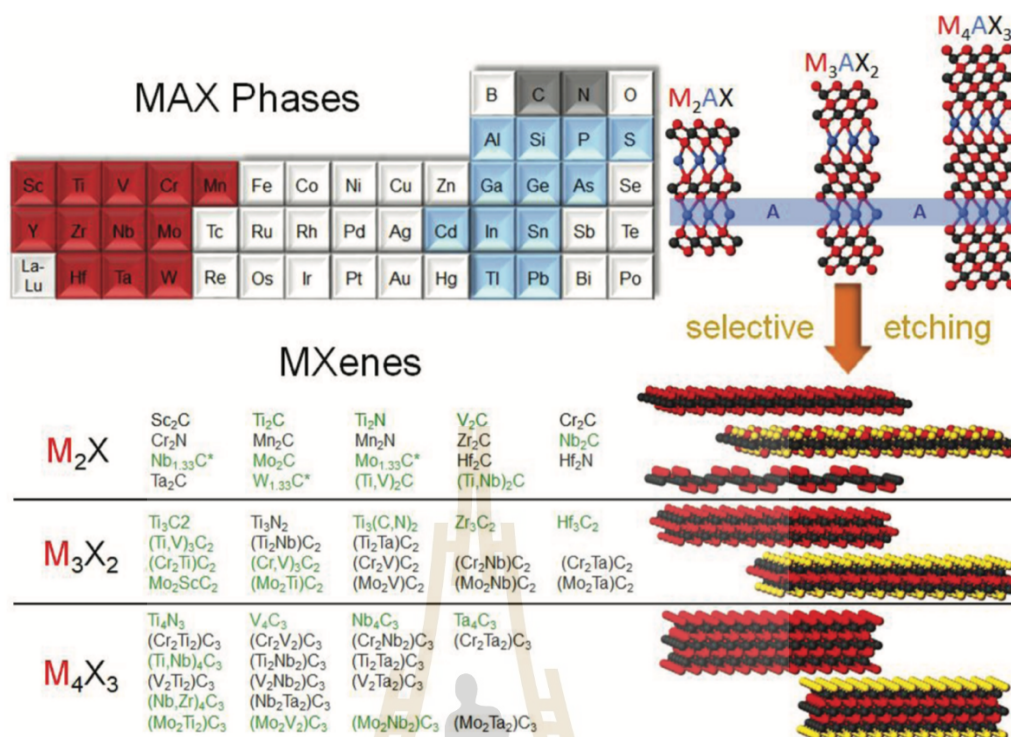 MAX Phases
B C N O
Al Si P S
Sc Ti V Cr Mn Fe Co Ni Cu Zn Ga Ge As Se
Y Zr Nb Mo Tc Ru Rh Pd Ag Cd In Sn Sb Te
La-Lu Hf Ta W Re Os Ir Pt Au Hg Tl Pb Bi Po
M₂AX
M₃AX₂
M₄AX₃
A A
selective etching
MXenes
M₂X
Sc₂C Ti₂C Ti₂N V₂C Cr₂C
Cr₂N Mn₂C Mn₂N Zr₂C Nb₂C
Nb₁.₃₃C* Mo₂C Mo₁.₃₃C* Hf₂C Hf₂N
Ta₂C W₁.₃₃C* (Ti,V)₂C (Ti,Nb)₂C
M₃X₂
Ti₃C2 Ti₃N₂ Ti₃(C,N)₂ Zr₃C₂ Hf₃C₂
(Ti,V)₃C₂ (Ti₂Nb)C₂ (Ti₂Ta)C₂
(Cr₂Ti)C₂ (Cr,V)₃C₂ (Cr₂V)C₂ (Cr₂Nb)C₂ (Cr₂Ta)C₂
Mo₂ScC₂ (Mo₂Ti)C₂ (Mo₂V)C₂ (Mo₂Nb)C₂ (Mo₂Ta)C₂
M₄X₃
Ti₄N₃ V₄C₃ Nb₄C₃ Ta₄C₃
(Cr₂Ti₂)C₃ (Cr₂V₂)C₃ (Cr₂Nb₂)C₃ (Cr₂Ta₂)C₃
(Ti,Nb)₄C₃ (Ti₂Nb₂)C₃ (Ti₂Ta₂)C₃
(V₂Ti₂)C₃ (V₂Nb₂)C₃ (V₂Ta₂)C₃
(Nb,Zr)₄C₃ (Nb₂Ta₂)C₃
(Mo₂Ti₂)C₃ (Mo₂V₂)C₃ (Mo₂Nb₂)C₃ (Mo₂Ta₂)C₃